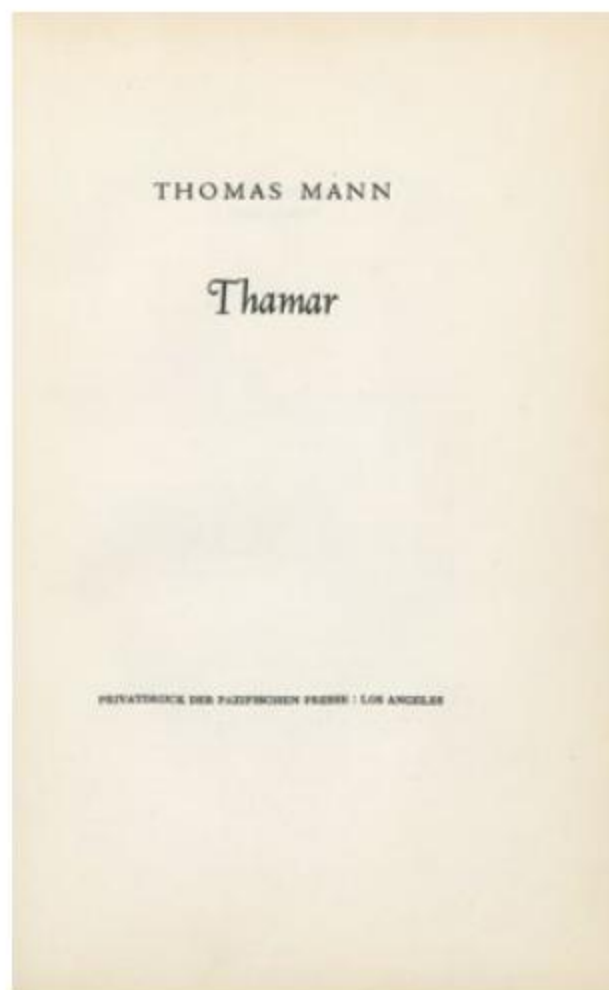 THOMAS MANN
Thamar
PRIVATDRUCK DER PAZIFISCHEN PRESSE : LOS ANGELES